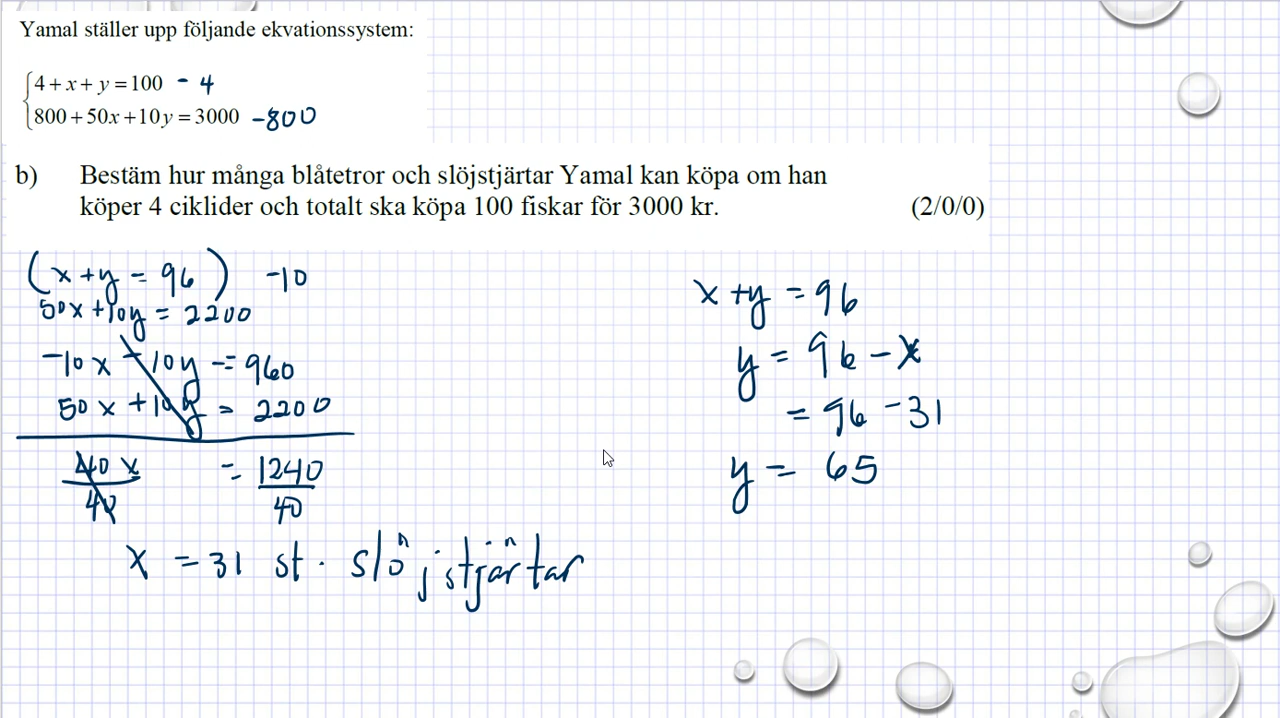 Yamal ställer upp följande ekvationssystem:
4 + x + y = 100 - 4
800 + 50x + 10y = 3000 -800
b) Bestäm hur många blåtetror och slöjstjärtar Yamal kan köpa om han
köper 4 ciklider och totalt ska köpa 100 fiskar för 3000 kr. (2/0/0)
(x + y = 96) -10
50x + 10y = 2200
-10x - 10y = -960
50x + 10y = 2200
40x = 1240
40 40
x = 31 st. slöjstjärtar
x + y = 96
y = 96 - x
= 96 - 31
y = 65